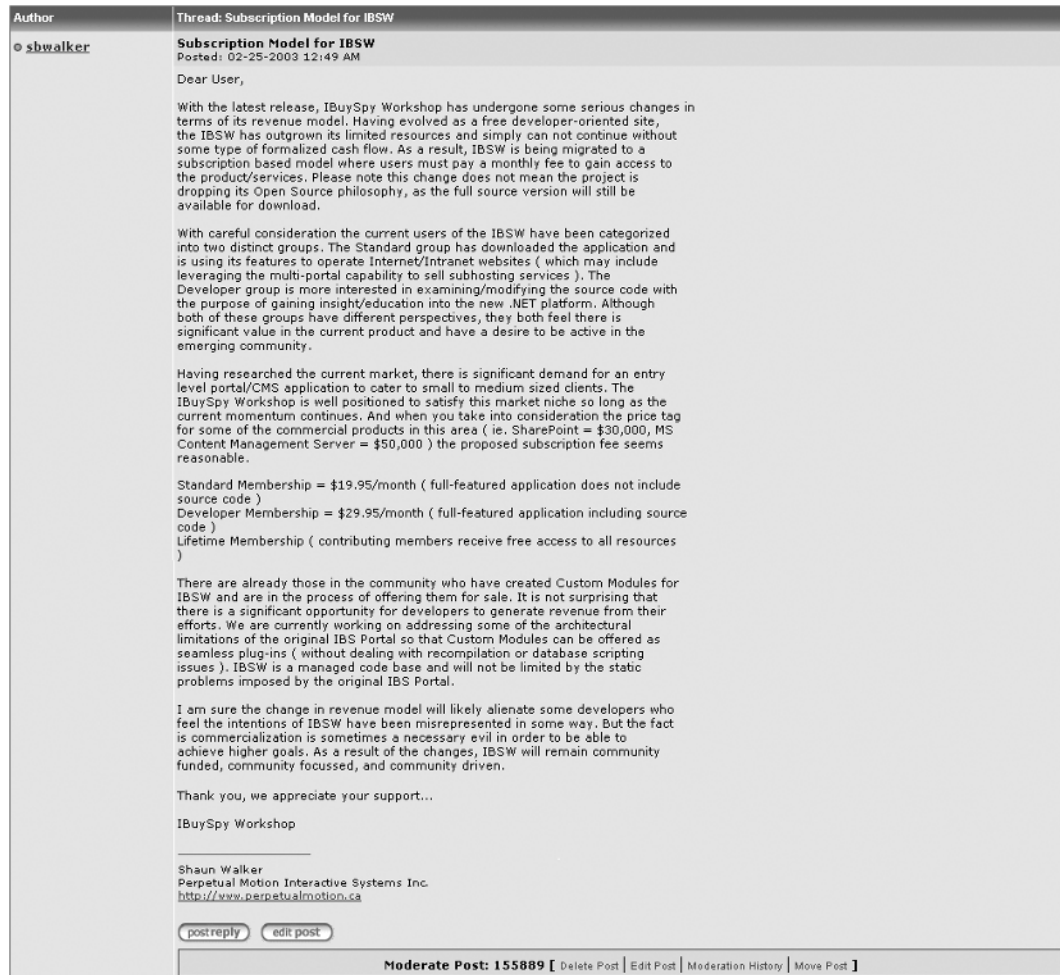 Author Thread: Subscription Model for IBSW
sbwalker
Subscription Model for IBSW
Posted: 02-25-2003 12:49 AM
Dear User,
With the latest release, IBuySpy Workshop has undergone some serious changes in
terms of its revenue model. Having evolved as a free developer-oriented site,
the IBSW has outgrown its limited resources and simply can not continue without
some type of formalized cash flow. As a result, IBSW is being migrated to a
subscription based model where users must pay a monthly fee to gain access to
the product/services. Please note this change does not mean the project is
dropping its Open Source philosophy, as the full source version will still be
available for download.
With careful consideration the current users of the IBSW have been categorized
into two distinct groups. The Standard group has downloaded the application and
is using its features to operate Internet/Intranet websites ( which may include
leveraging the multi-portal capability to sell subhosting services ). The
Developer group is more interested in examining/modifying the source code with
the purpose of gaining insight/education into the new .NET platform. Although
both of these groups have different perspectives, they both feel there is
significant value in the current product and have a desire to be active in the
emerging community.
Having researched the current market, there is significant demand for an entry
level portal/CMS application to cater to small to medium sized clients. The
IBuySpy Workshop is well positioned to satisfy this market niche so long as the
current momentum continues. And when you take into consideration the price tag
for some of the commercial products in this area ( ie. SharePoint = $30,000, MS
Content Management Server = $50,000 ) the proposed subscription fee seems
reasonable.
Standard Membership = $19.95/month ( full-featured application does not include
source code )
Developer Membership = $29.95/month ( full-featured application including source
code )
Lifetime Membership ( contributing members receive free access to all resources
)
There are already those in the community who have created Custom Modules for
IBSW and are in the process of offering them for sale. It is not surprising that
there is a significant opportunity for developers to generate revenue from their
efforts. We are currently working on addressing some of the architectural
limitations of the original IBS Portal so that Custom Modules can be offered as
seamless plug-ins ( without dealing with recompilation or database scripting
issues ). IBSW is a managed code base and will not be limited by the static
problems imposed by the original IBS Portal.
I am sure the change in revenue model will likely alienate some developers who
feel the intentions of IBSW have been misrepresented in some way. But the fact
is commercialization is sometimes a necessary evil in order to be able to
achieve higher goals. As a result of the changes, IBSW will remain community
funded, community focussed, and community driven.
Thank you, we appreciate your support...
IBuySpy Workshop
Shaun Walker
Perpetual Motion Interactive Systems Inc.
http://www.perpetualmotion.ca
post reply edit post
Moderate Post: 155889 [ Delete Post | Edit Post | Moderation History | Move Post ]